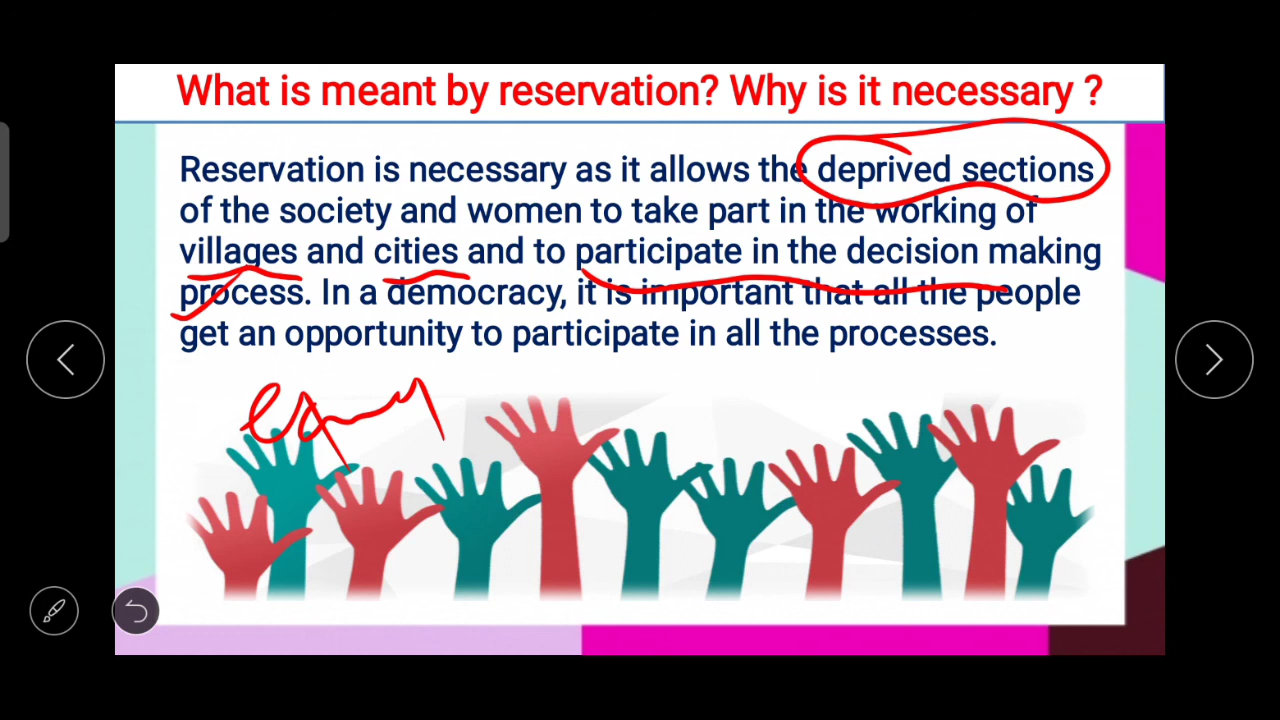 What is meant by reservation? Why is it necessary ?
Reservation is necessary as it allows the deprived sections
of the society and women to take part in the working of
villages and cities and to participate in the decision making
process. In a democracy, it is important that all the people
get an opportunity to participate in all the processes.